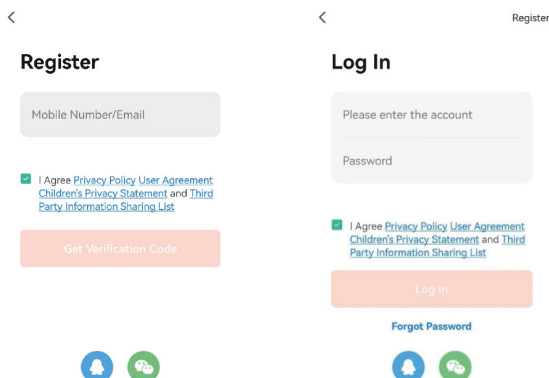 Register
Mobile Number/Email
I Agree Privacy Policy User Agreement
Children's Privacy Statement and Third
Party Information Sharing List
Get Verification Code
Register
Log In
Please enter the account
Password
I Agree Privacy Policy User Agreement
Children's Privacy Statement and Third
Party Information Sharing List
Log In
Forgot Password